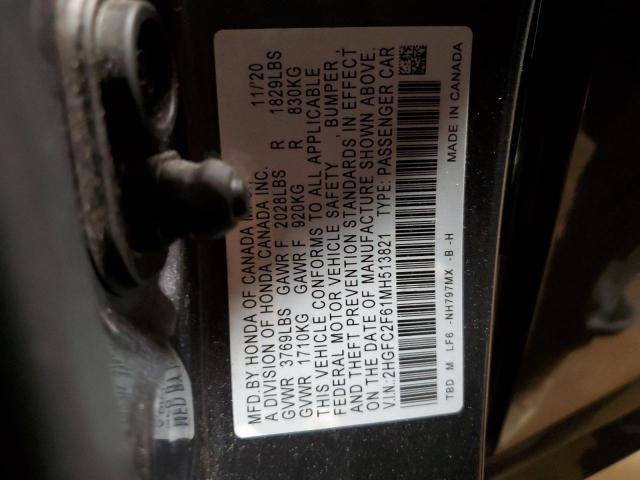 MFD.BY HONDA OF CANADA
A DIVISION OF HONDA CANADA INC. 11/'20
GVWR 3769LBS GAWR F 2028LBS R 1829LBS
GVWR 1710KG GAWR F 920KG R 830KG
THIS VEHICLE CONFORMS TO ALL APPLICABLE
FEDERAL MOTOR VEHICLE SAFETY , BUMPER ,
AND THEFT PREVENTION STANDARDS IN EFFECT
ON THE DATE OF MANUFACTURE SHOWN ABOVE.
V.I.N.:2HGFC2F61MH513821 TYPE: PASSENGER CAR
TBD M LF6 -NH797MX -B -H MADE IN CANADA